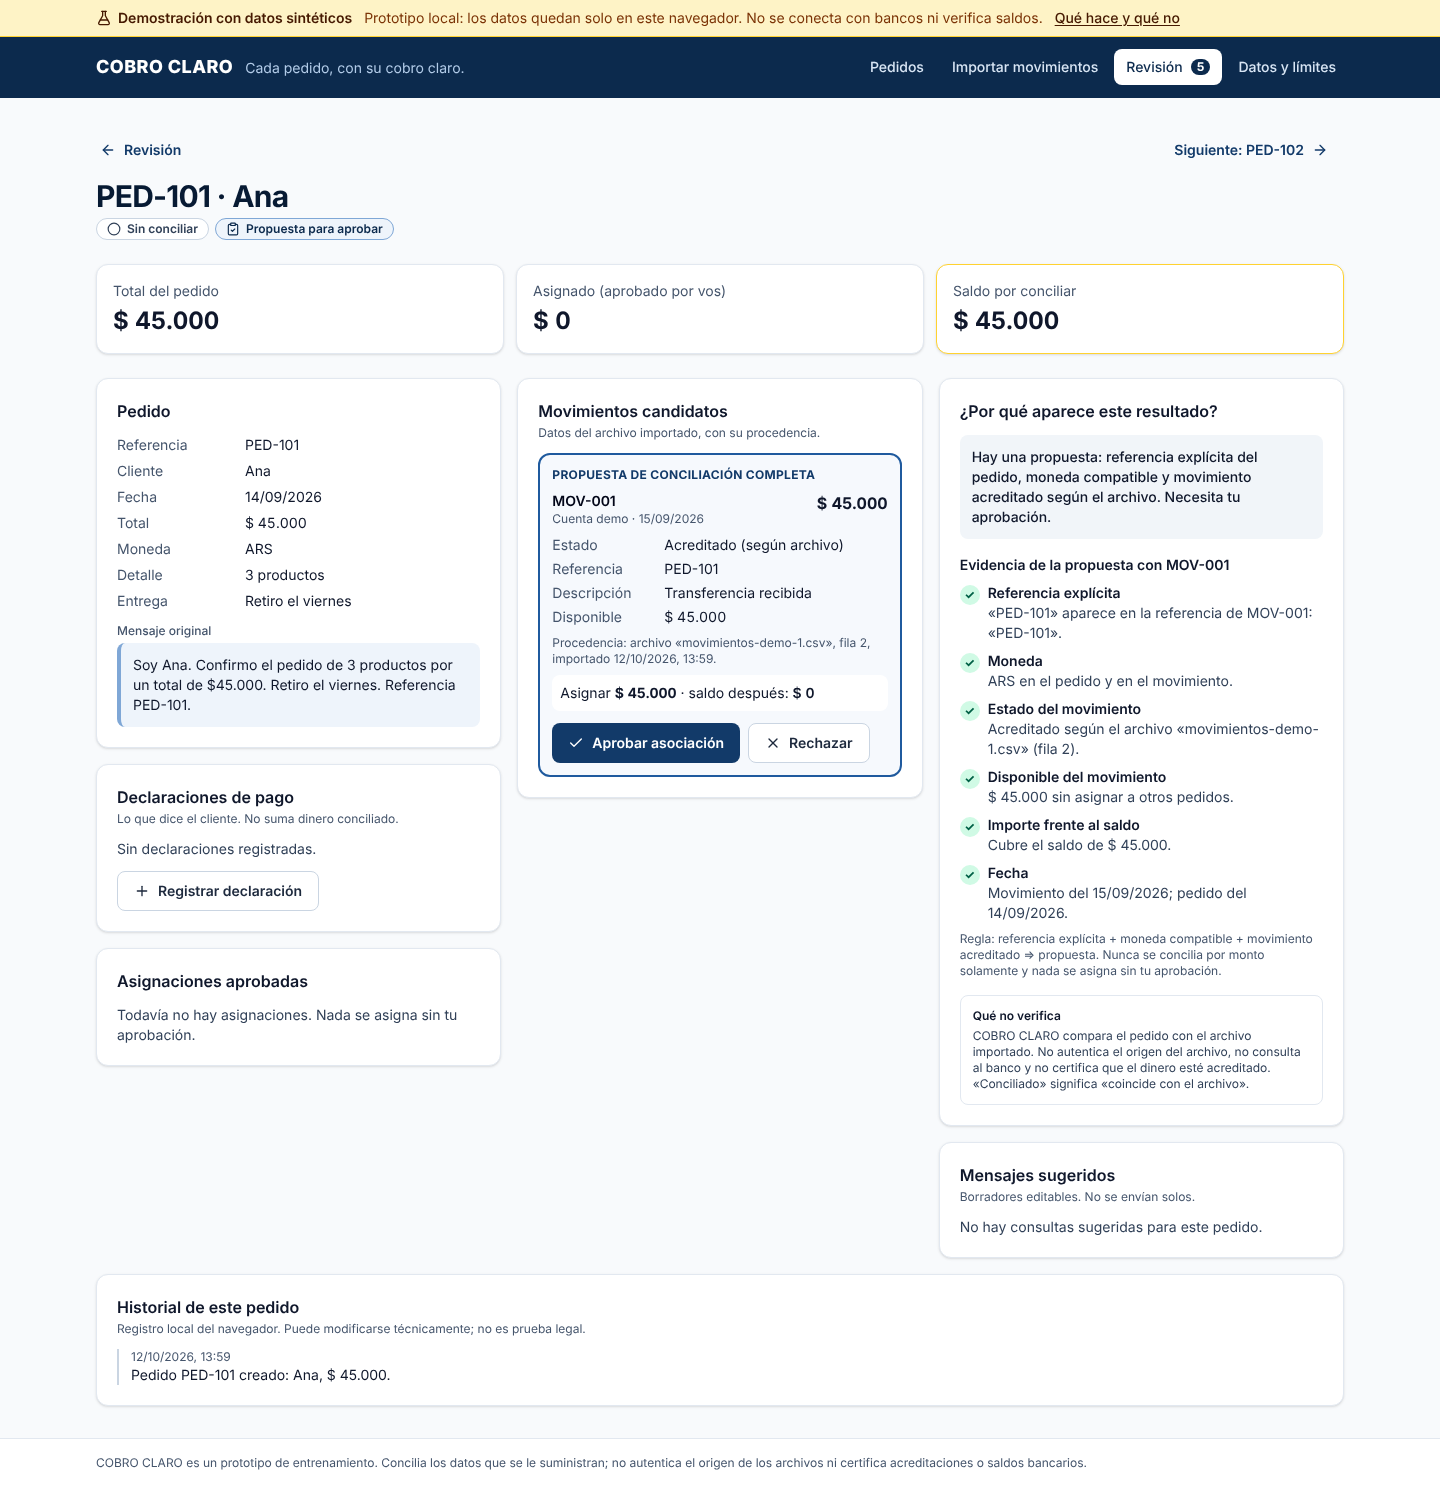 Demostración con datos sintéticos Prototipo local: los datos quedan solo en este navegador. No se conecta con bancos ni verifica saldos. Qué hace y qué no
COBRO CLARO Cada pedido, con su cobro claro.
Pedidos Importar movimientos Revisión 5 Datos y límites
Revisión
Siguiente: PED-102
PED-101 · Ana
Sin conciliar Propuesta para aprobar
Total del pedido
$ 45.000
Asignado (aprobado por vos)
$ 0
Saldo por conciliar
$ 45.000
Pedido
Referencia PED-101
Cliente Ana
Fecha 14/09/2026
Total $ 45.000
Moneda ARS
Detalle 3 productos
Entrega Retiro el viernes
Mensaje original
Soy Ana. Confirmo el pedido de 3 productos por
un total de $45.000. Retiro el viernes. Referencia
PED-101.
Declaraciones de pago
Lo que dice el cliente. No suma dinero conciliado.
Sin declaraciones registradas.
Registrar declaración
Asignaciones aprobadas
Todavía no hay asignaciones. Nada se asigna sin tu
aprobación.
Movimientos candidatos
Datos del archivo importado, con su procedencia.
PROPUESTA DE CONCILIACIÓN COMPLETA
MOV-001 $ 45.000
Cuenta demo · 15/09/2026
Estado Acreditado (según archivo)
Referencia PED-101
Descripción Transferencia recibida
Disponible $ 45.000
Procedencia: archivo «movimientos-demo-1.csv», fila 2,
importado 12/10/2026, 13:59.
Asignar $ 45.000 · saldo después: $ 0
Aprobar asociación Rechazar
¿Por qué aparece este resultado?
Hay una propuesta: referencia explícita del
pedido, moneda compatible y movimiento
acreditado según el archivo. Necesita tu
aprobación.
Evidencia de la propuesta con MOV-001
Referencia explícita
«PED-101» aparece en la referencia de MOV-001:
«PED-101».
Moneda
ARS en el pedido y en el movimiento.
Estado del movimiento
Acreditado según el archivo «movimientos-demo-
1.csv» (fila 2).
Disponible del movimiento
$ 45.000 sin asignar a otros pedidos.
Importe frente al saldo
Cubre el saldo de $ 45.000.
Fecha
Movimiento del 15/09/2026; pedido del
14/09/2026.
Regla: referencia explícita + moneda compatible + movimiento
acreditado ⇒ propuesta. Nunca se concilia por monto
solamente y nada se asigna sin tu aprobación.
Qué no verifica
COBRO CLARO compara el pedido con el archivo
importado. No autentica el origen del archivo, no consulta
al banco y no certifica que el dinero esté acreditado.
«Conciliado» significa «coincide con el archivo».
Mensajes sugeridos
Borradores editables. No se envían solos.
No hay consultas sugeridas para este pedido.
Historial de este pedido
Registro local del navegador. Puede modificarse técnicamente; no es prueba legal.
12/10/2026, 13:59
Pedido PED-101 creado: Ana, $ 45.000.
COBRO CLARO es un prototipo de entrenamiento. Concilia los datos que se le suministran; no autentica el origen de los archivos ni certifica acreditaciones o saldos bancarios.